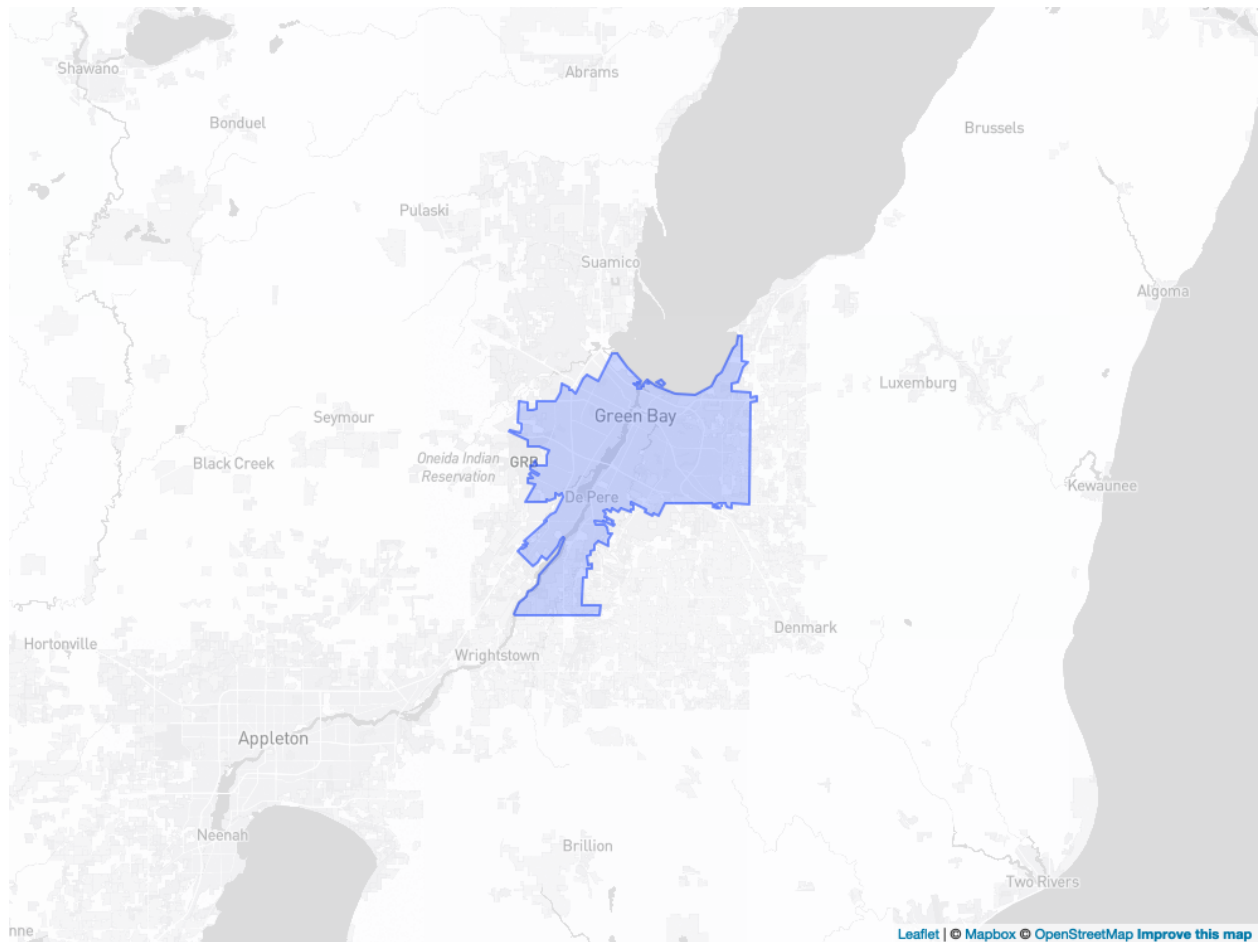 Shawano
Abrams
Bonduel
Brussels
Pulaski
Suamico
Algoma
Luxemburg
Green Bay
Seymour
Oneida Indian
Reservation
GRB
Black Creek
Kewaunee
De Pere
Denmark
Hortonville
Wrightstown
Appleton
Neenah
Brillion
Two Rivers
nne
Leaflet | © Mapbox © OpenStreetMap Improve this map